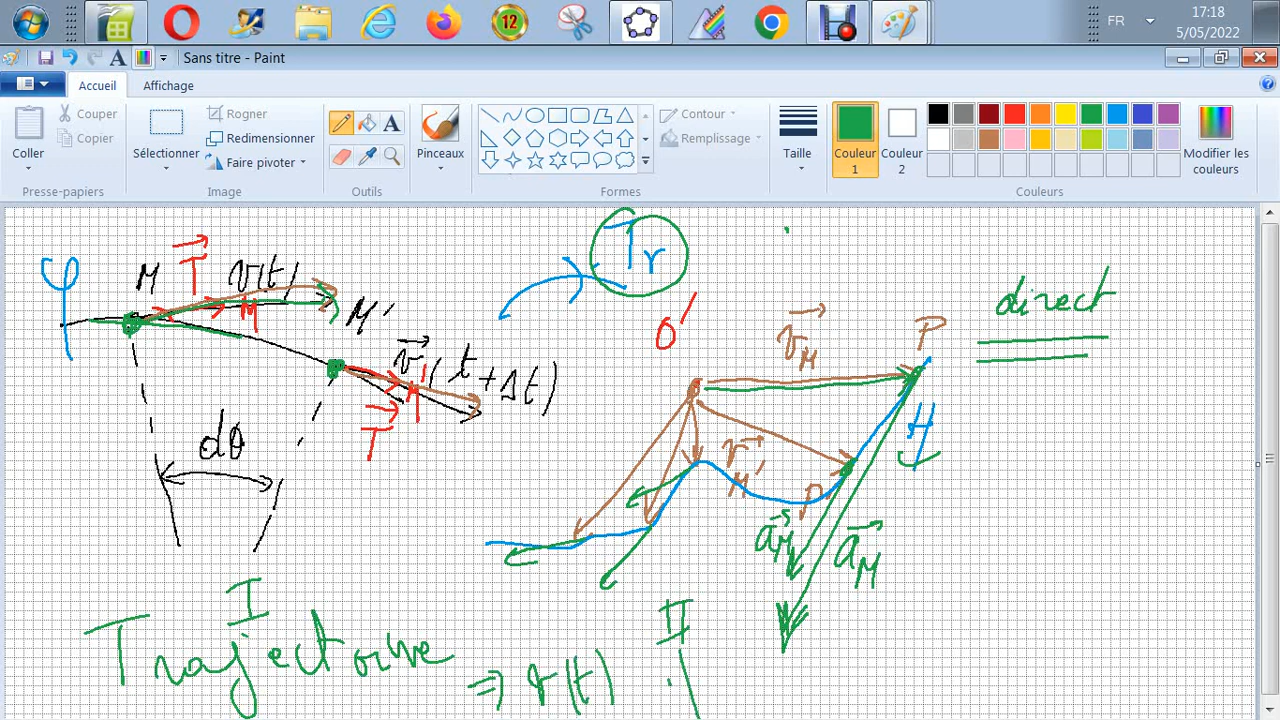 12
FR
17:18
5/05/2022
Sans titre - Paint
Accueil
Affichage
Coller
Couper
Copier
Presse-papiers
Sélectionner
Rogner
Redimensionner
Faire pivoter
Image
Outils
Pinceaux
Contour
Remplissage
Formes
Taille
Couleur 1
Couleur 2
Modifier les couleurs
Couleurs
φ
M
T
v(t)
M
M'
v(t+Δt)
M'
T
dθ
I
Trajectoire
⇒ v(t)
Tr
O'
v M
P
direct
H
v M'
P
a M
a M
II